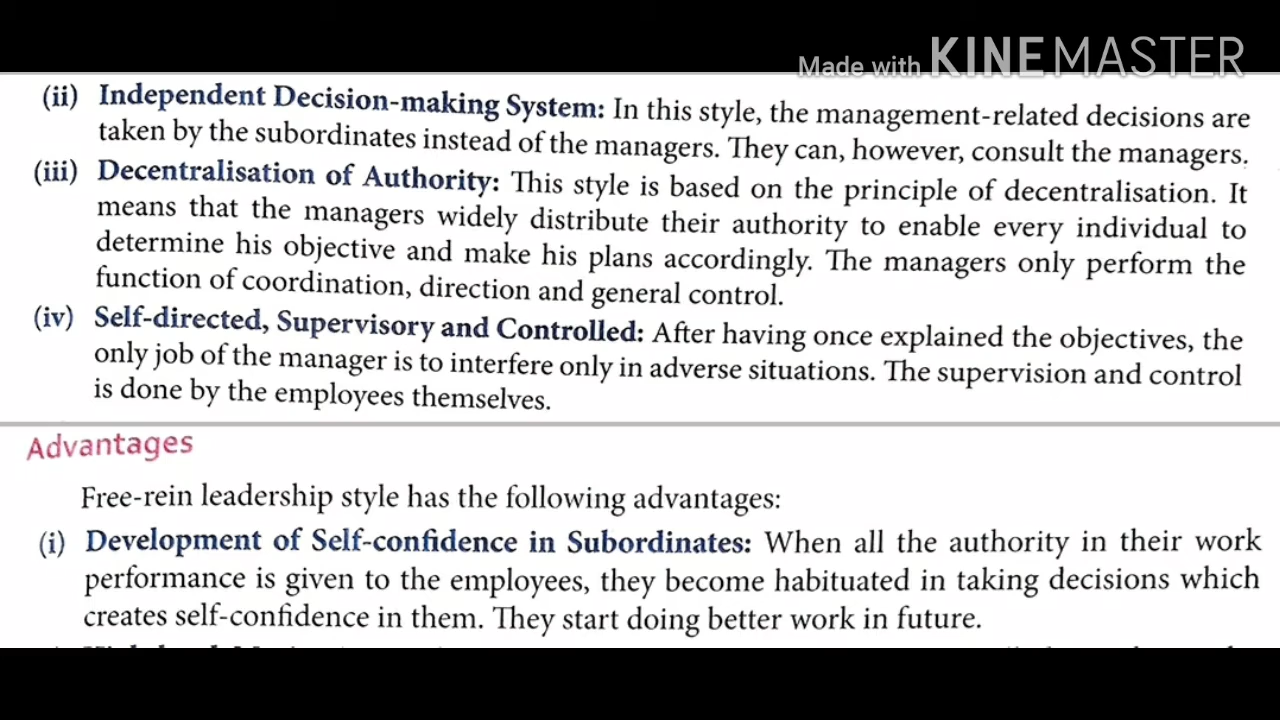 Made with KINEMASTER
(ii) Independent Decision-making System: In this style, the management-related decisions are
taken by the subordinates instead of the managers. They can, however, consult the managers.
(iii) Decentralisation of Authority: This style is based on the principle of decentralisation. It
means that the managers widely distribute their authority to enable every individual to
determine his objective and make his plans accordingly. The managers only perform the
function of coordination, direction and general control.
(iv) Self-directed, Supervisory and Controlled: After having once explained the objectives, the
only job of the manager is to interfere only in adverse situations. The supervision and control
is done by the employees themselves.
Advantages
Free-rein leadership style has the following advantages:
(i) Development of Self-confidence in Subordinates: When all the authority in their work
performance is given to the employees, they become habituated in taking decisions which
creates self-confidence in them. They start doing better work in future.